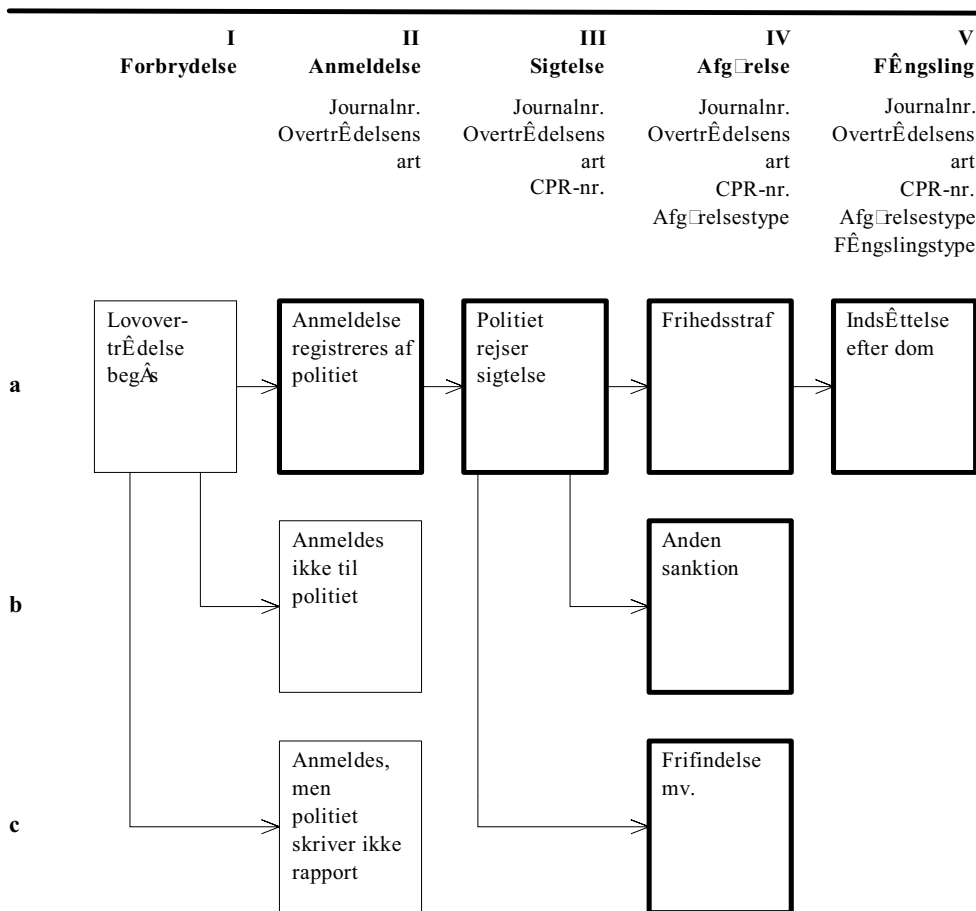 I II III IV V
Forbrydelse Anmeldelse Sigtelse Afg□relse FÊngsling
Journalnr. Journalnr. Journalnr. Journalnr.
OvertrÊdelsens OvertrÊdelsens OvertrÊdelsens OvertrÊdelsens
art art art art
CPR-nr. CPR-nr. CPR-nr.
Afg□relsestype Afg□relsestype
FÊngslingstype
a
Lovover-
trÊdelse
begÂs
Anmeldelse
registreres af
politiet
Politiet
rejser
sigtelse
Frihedsstraf
IndsÊttelse
efter dom
b
Anmeldes
ikke til
politiet
Anden
sanktion
c
Anmeldes,
men
politiet
skriver ikke
rapport
Frifindelse
mv.